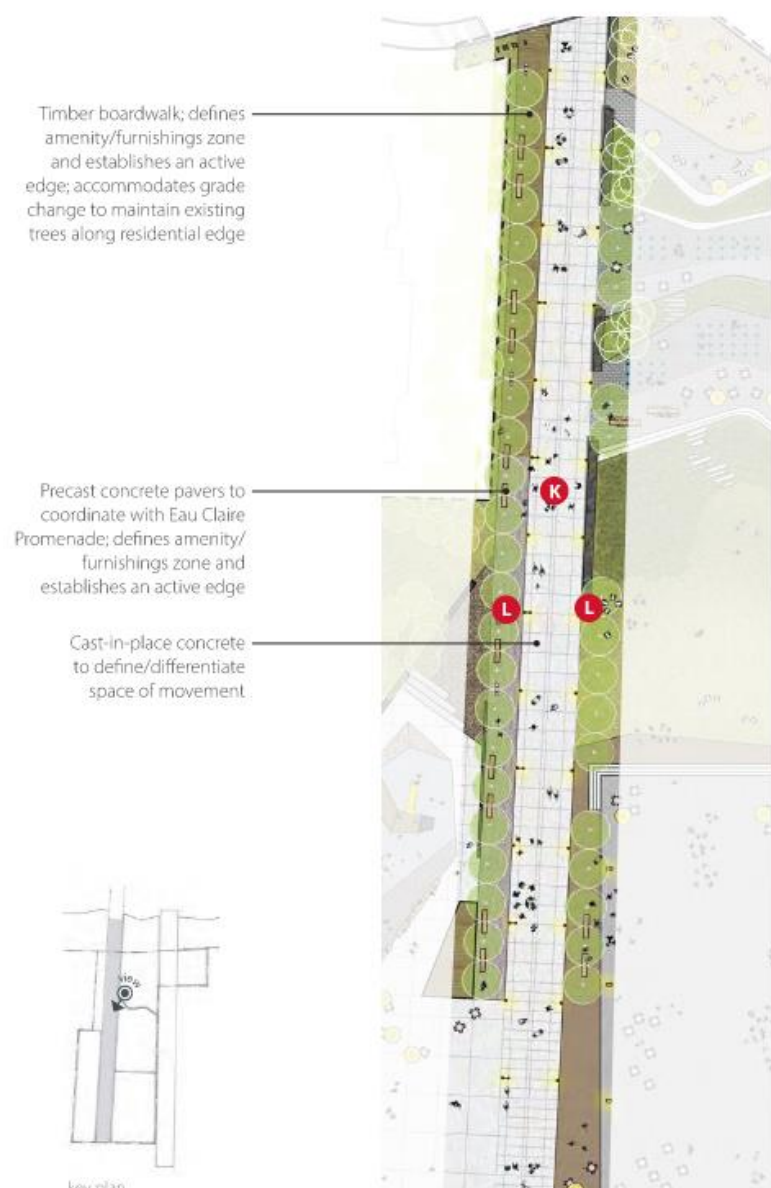 Timber boardwalk; defines
amenity/furnishings zone
and establishes an active
edge; accommodates grade
change to maintain existing
trees along residential edge
K
Precast concrete pavers to
coordinate with Eau Claire
Promenade; defines amenity/
furnishings zone and
establishes an active edge
L
L
Cast-in-place concrete
to define/differentiate
space of movement
view
key plan